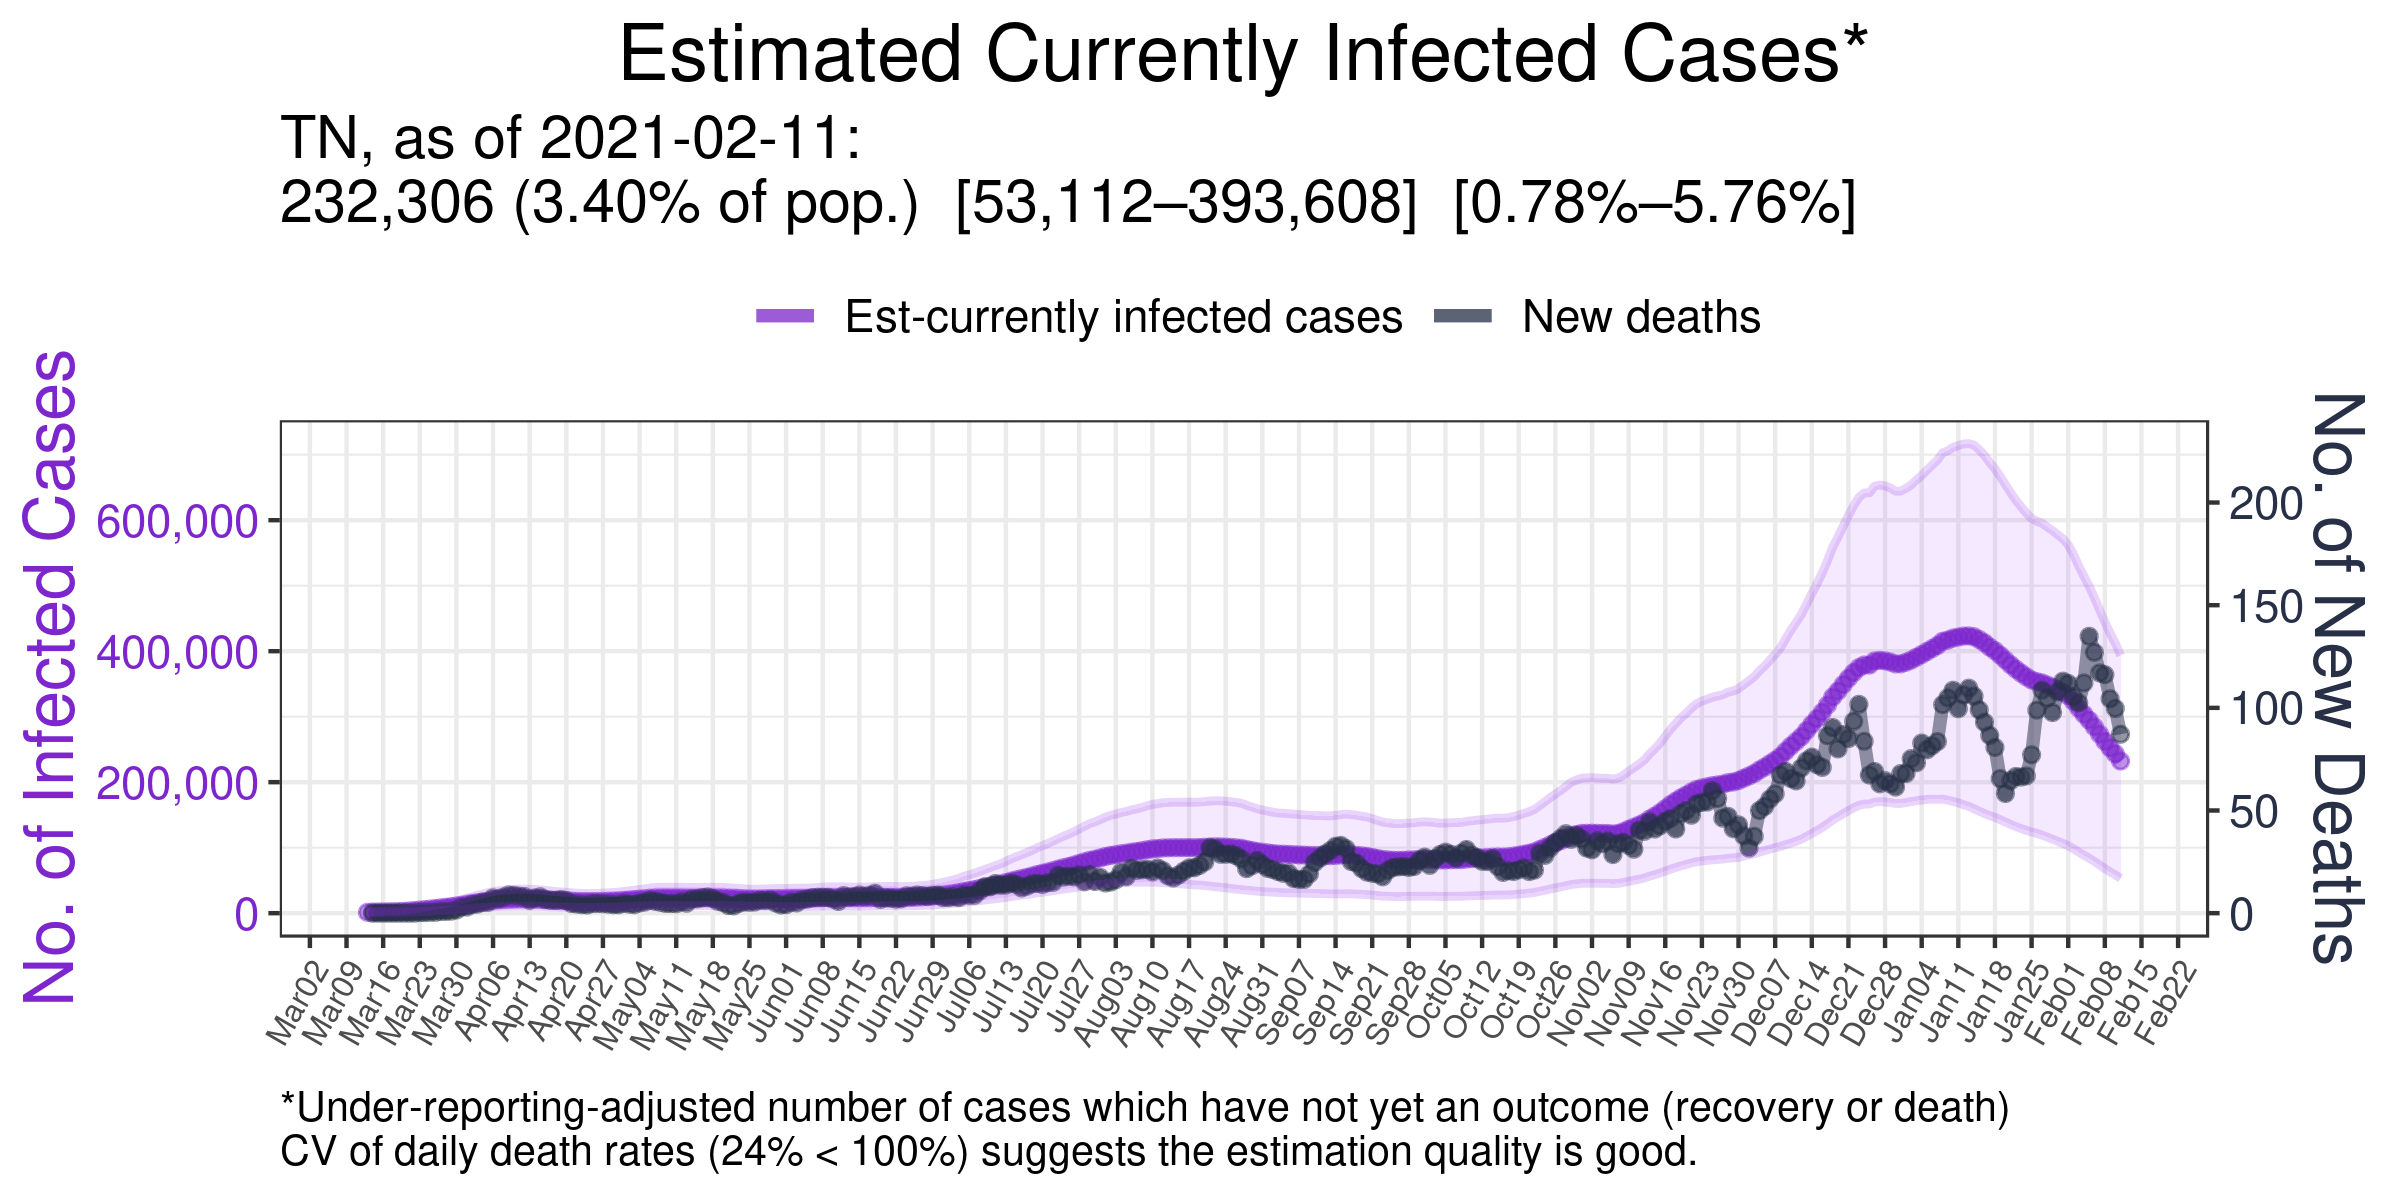 Estimated Currently Infected Cases*
TN, as of 2021-02-11:
232,306 (3.40% of pop.) [53,112–393,608] [0.78%–5.76%]
Est-currently infected cases New deaths
No. of Infected Cases
600,000
400,000
200,000
0
200
150
100
50
0
No. of New Deaths
Mar02 Mar09 Mar16 Mar23 Mar30 Apr06 Apr13 Apr20 Apr27 May04 May11 May18 May25 Jun01 Jun08 Jun15 Jun22 Jun29 Jul06 Jul13 Jul20 Jul27 Aug03 Aug10 Aug17 Aug24 Aug31 Sep07 Sep14 Sep21 Sep28 Oct05 Oct12 Oct19 Oct26 Nov02 Nov09 Nov16 Nov23 Nov30 Dec07 Dec14 Dec21 Dec28 Jan04 Jan11 Jan18 Jan25 Feb01 Feb08 Feb15 Feb22
*Under-reporting-adjusted number of cases which have not yet an outcome (recovery or death)
CV of daily death rates (24% < 100%) suggests the estimation quality is good.